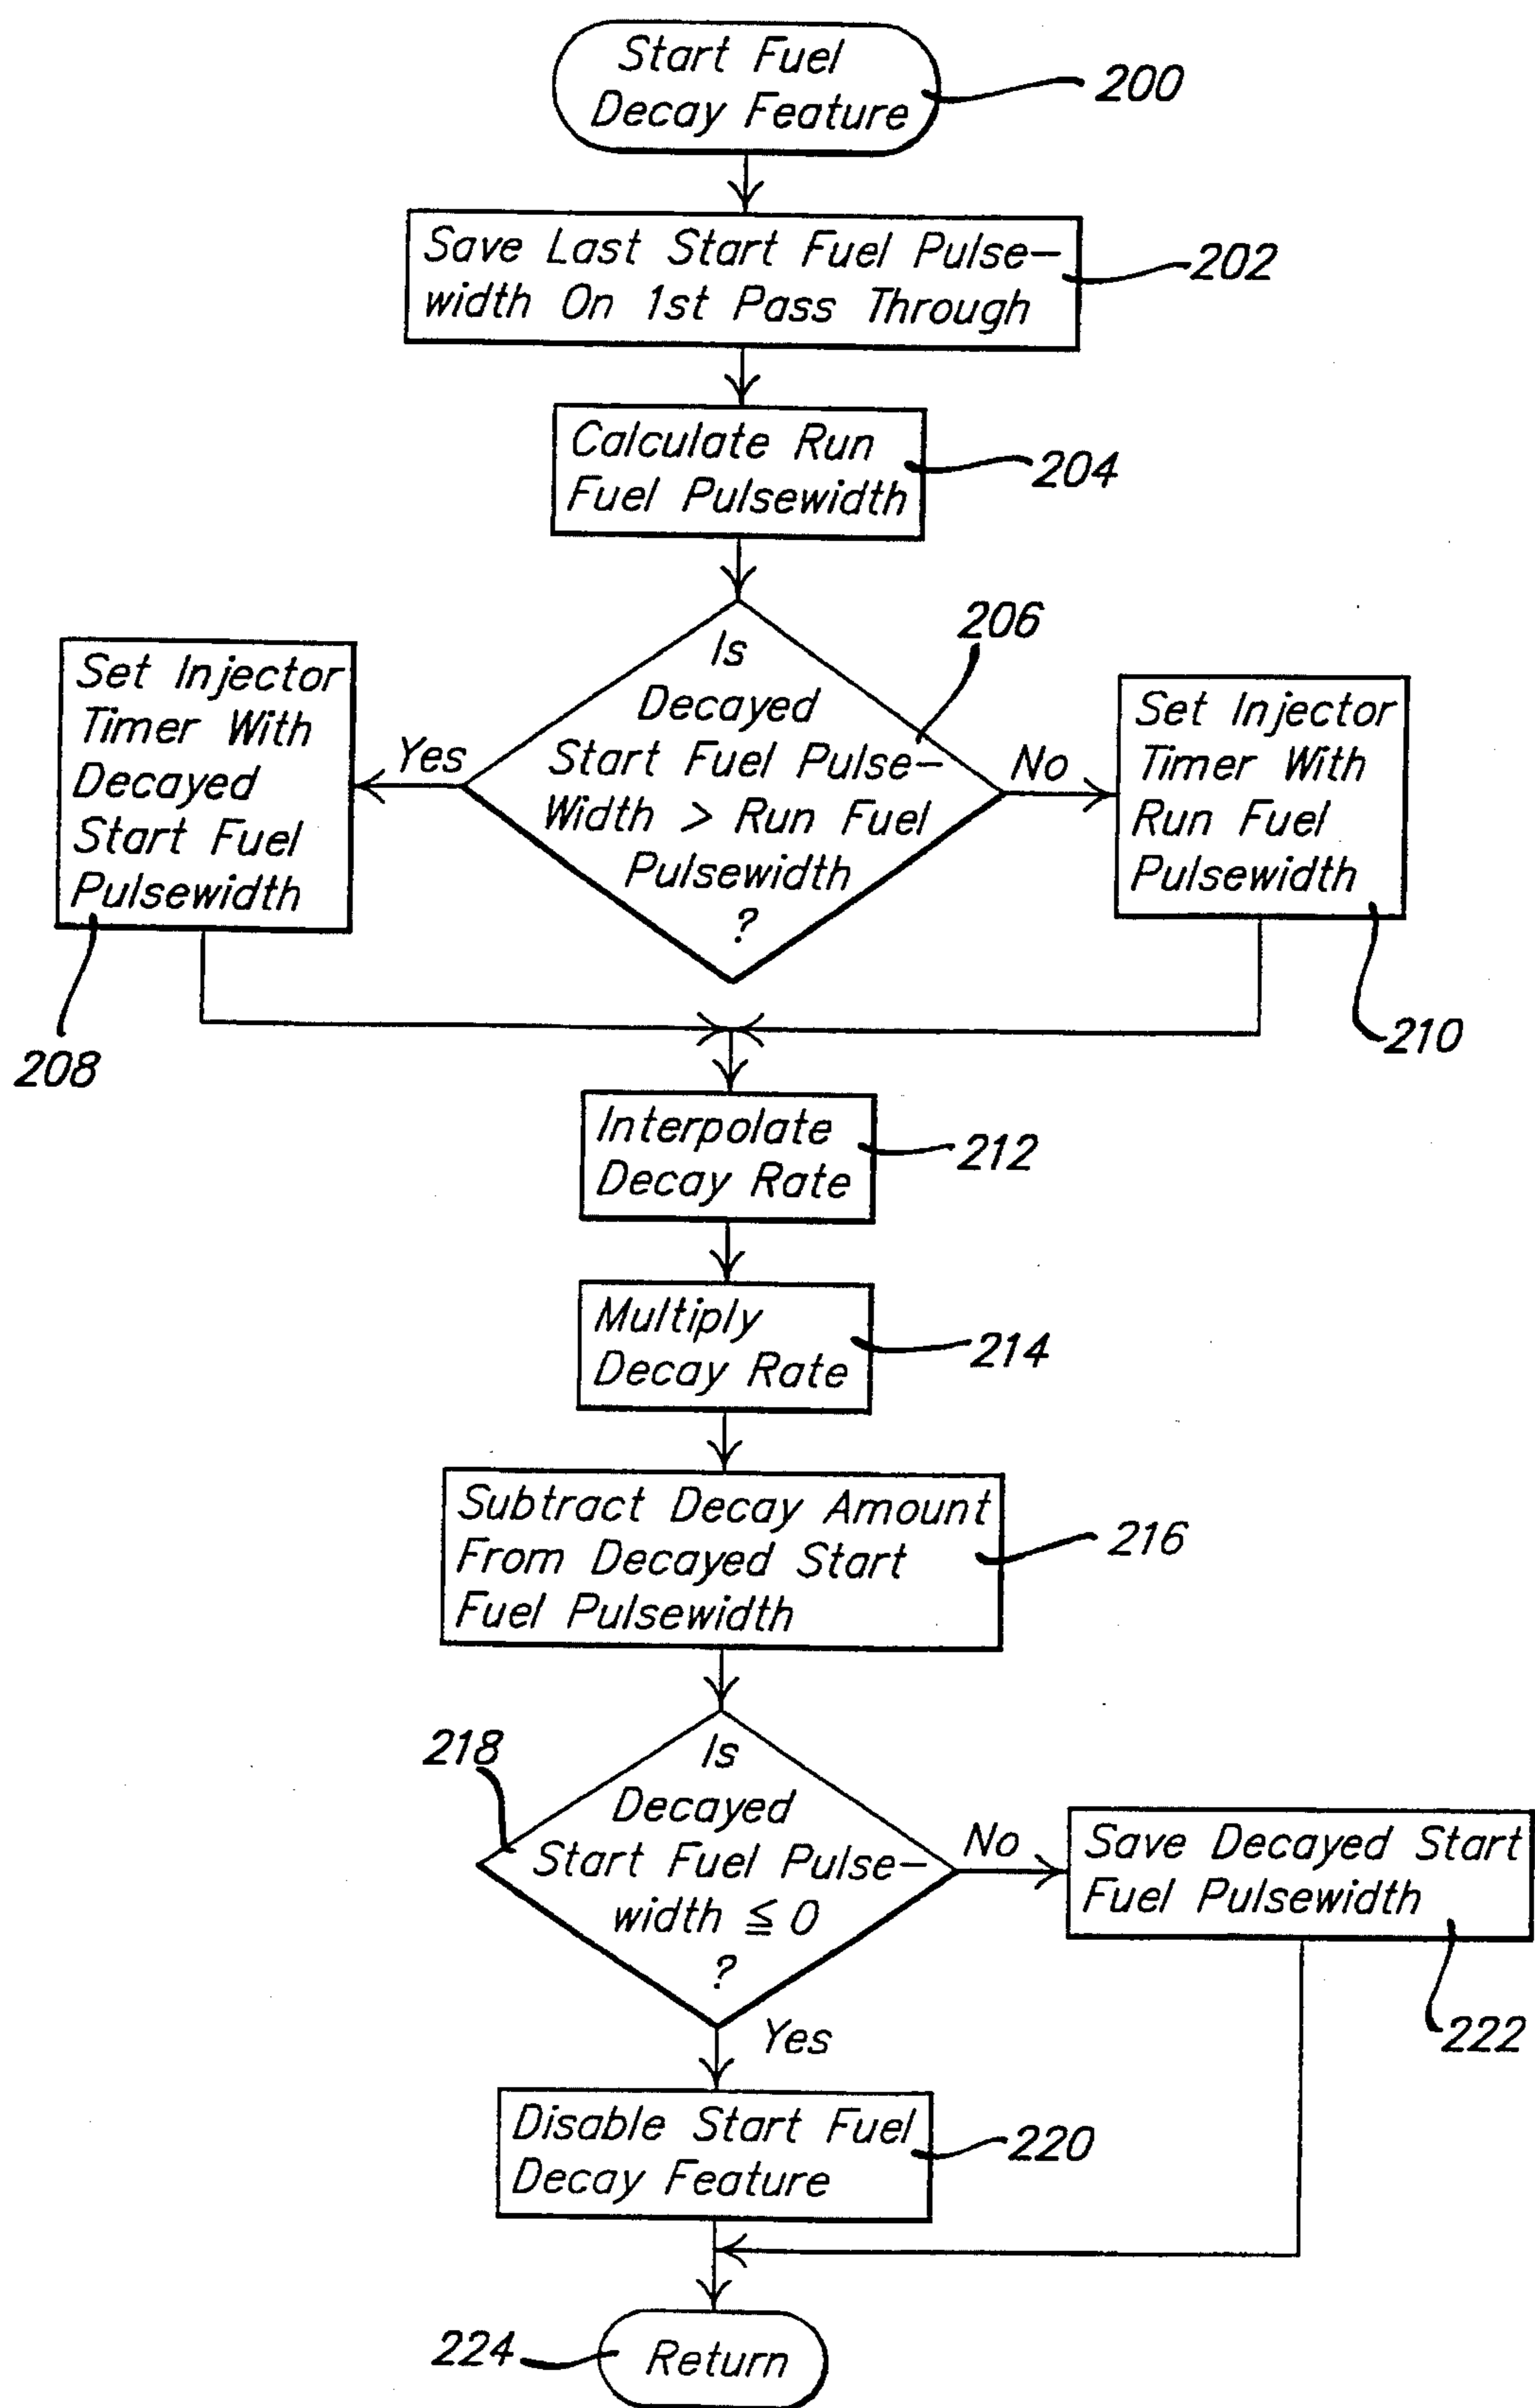 Start Fuel
Decay Feature
200
Save Last Start Fuel Pulse-
width On 1st Pass Through
202
Calculate Run
Fuel Pulsewidth
204
206
Is
Decayed
Start Fuel Pulse-
Width > Run Fuel
Pulsewidth
?
Yes
No
Set Injector
Timer With
Decayed
Start Fuel
Pulsewidth
208
Set Injector
Timer With
Run Fuel
Pulsewidth
210
Interpolate
Decay Rate
212
Multiply
Decay Rate
214
Subtract Decay Amount
From Decayed Start
Fuel Pulsewidth
216
218
Is
Decayed
Start Fuel Pulse-
width ≦ 0
?
No
Save Decayed Start
Fuel Pulsewidth
222
Yes
Disable Start Fuel
Decay Feature
220
224
Return